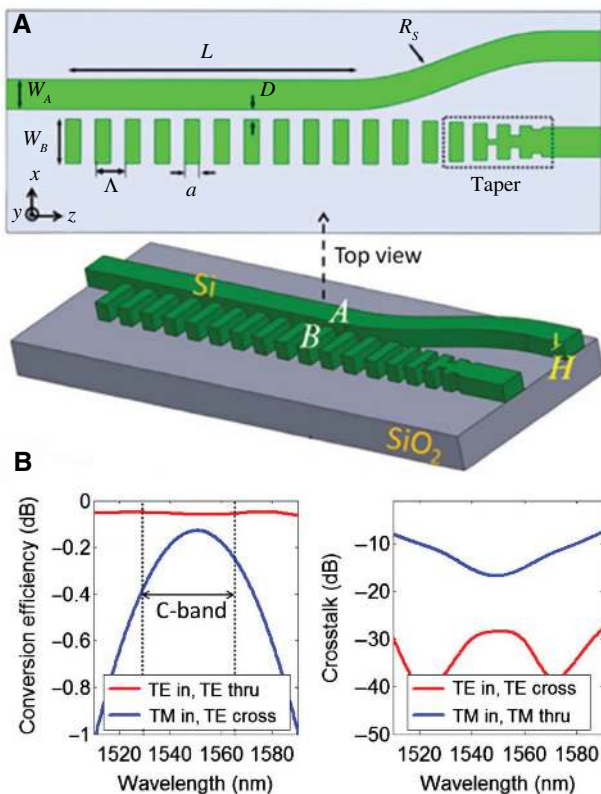 A
L
R_S
W_A
D
W_B
Λ
a
Taper
x
y
z
Top view
Si
A
B
H
SiO2
B
Conversion efficiency (dB)
0
–0.2
–0.4
–0.6
–0.8
–1
C-band
TE in, TE thru
TM in, TE cross
1520 1540 1560 1580
Wavelength (nm)
Crosstalk (dB)
–10
–20
–30
–40
–50
TE in, TE cross
TM in, TM thru
1520 1540 1560 1580
Wavelength (nm)